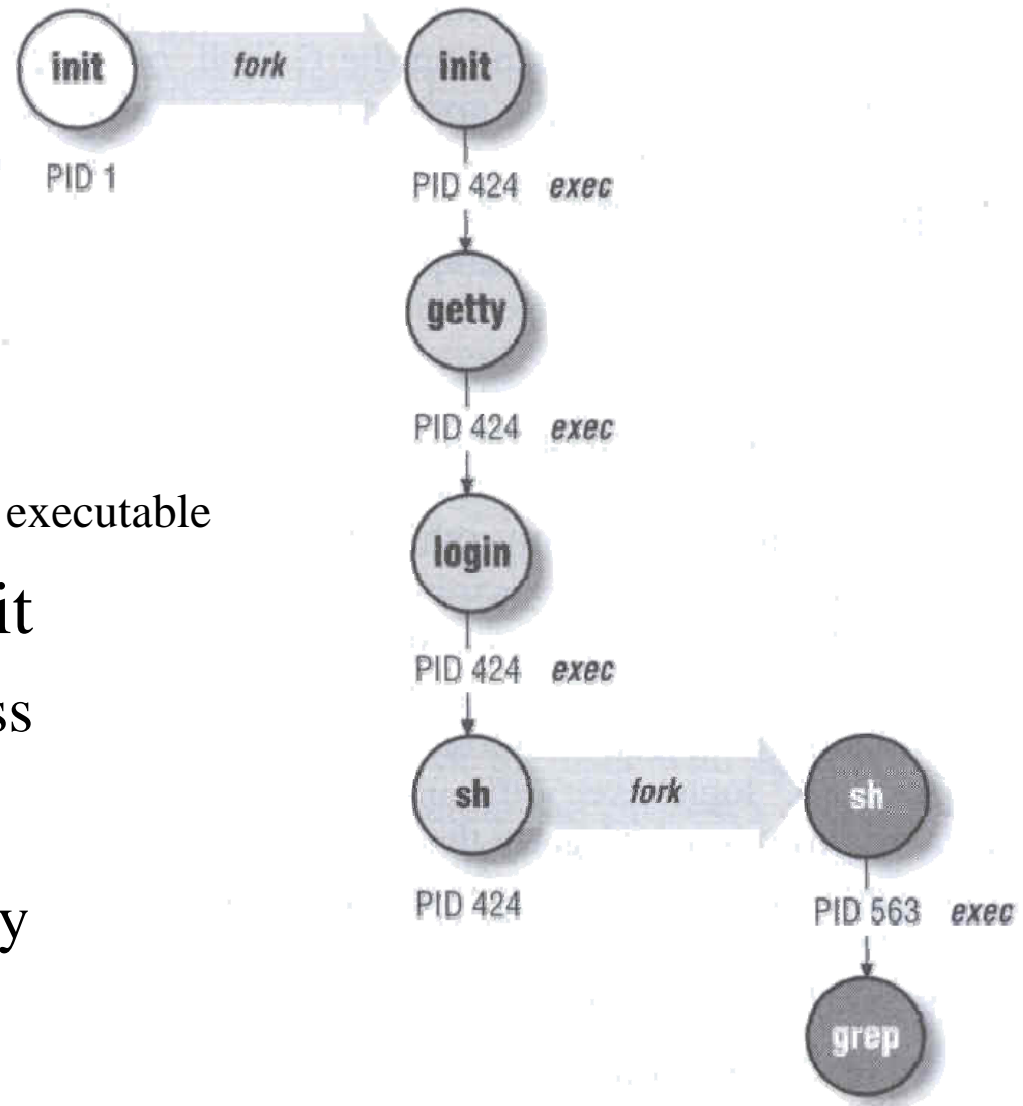 init fork init
PID 1
PID 424 exec
getty
PID 424 exec
executable
login
it
PID 424 exec
ss
sh fork sh
PID 424
PID 563 exec
y
grep